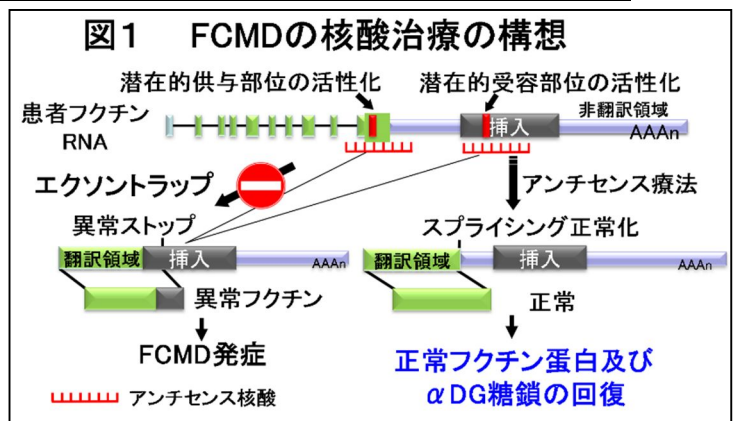 図1 FCMDの核酸治療の構想
潜在的供与部位の活性化
潜在的受容部位の活性化
患者フクチン
RNA
挿入
非翻訳領域
AAAn
エクソントラップ
アンチセンス療法
異常ストップ
スプライシング正常化
翻訳領域
挿入
AAAn
翻訳領域
挿入
AAAn
異常フクチン
正常
FCMD発症
正常フクチン蛋白及び
αDG糖鎖の回復
アンチセンス核酸